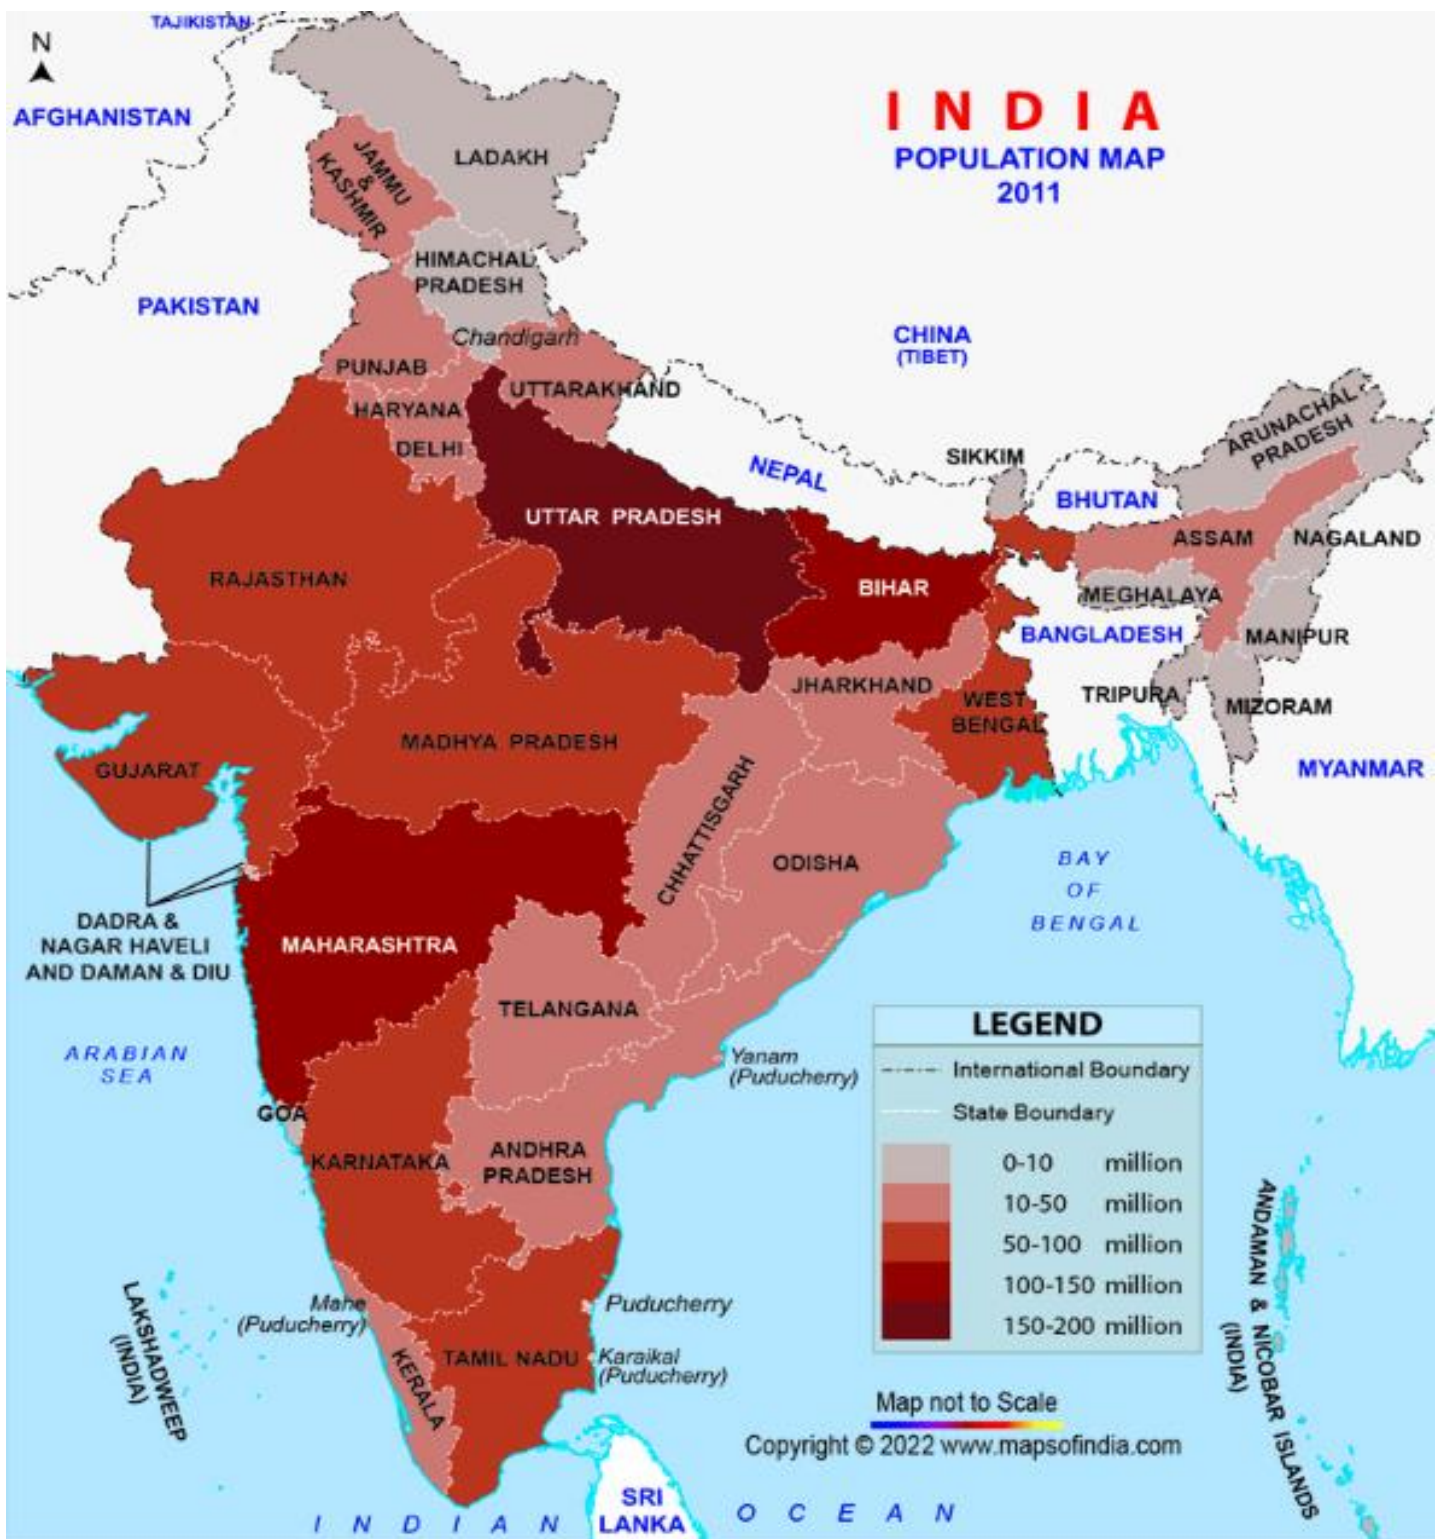 TAJIKISTAN
N
AFGHANISTAN
I N D I A
POPULATION MAP
2011
LADAKH
JAMMU
&
KASHMIR
HIMACHAL
PRADESH
PAKISTAN
CHINA
(TIBET)
Chandigarh
PUNJAB
UTTARAKHAND
HARYANA
DELHI
ARUNACHAL
PRADESH
SIKKIM
NEPAL
BHUTAN
UTTAR PRADESH
ASSAM
NAGALAND
RAJASTHAN
BIHAR
MEGHALAYA
BANGLADESH
MANIPUR
JHARKHAND
WEST
BENGAL
TRIPURA
MIZORAM
MADHYA PRADESH
GUJARAT
MYANMAR
CHHATTISGARH
ODISHA
BAY
OF
BENGAL
DADRA &
NAGAR HAVELI
AND DAMAN & DIU
MAHARASHTRA
TELANGANA
ARABIAN
SEA
Yanam
(Puducherry)
GOA
KARNATAKA
ANDHRA
PRADESH
LEGEND
International Boundary
State Boundary
0-10 million
10-50 million
50-100 million
100-150 million
150-200 million
LAKSHADWEEP
(INDIA)
Mahe
(Puducherry)
Puducherry
KERALA
TAMIL NADU
Karaikal
(Puducherry)
ANDAMAN & NICOBAR ISLANDS
(INDIA)
Map not to Scale
Copyright © 2022 www.mapsofindia.com
SRI
LANKA
I N D I A N O C E A N